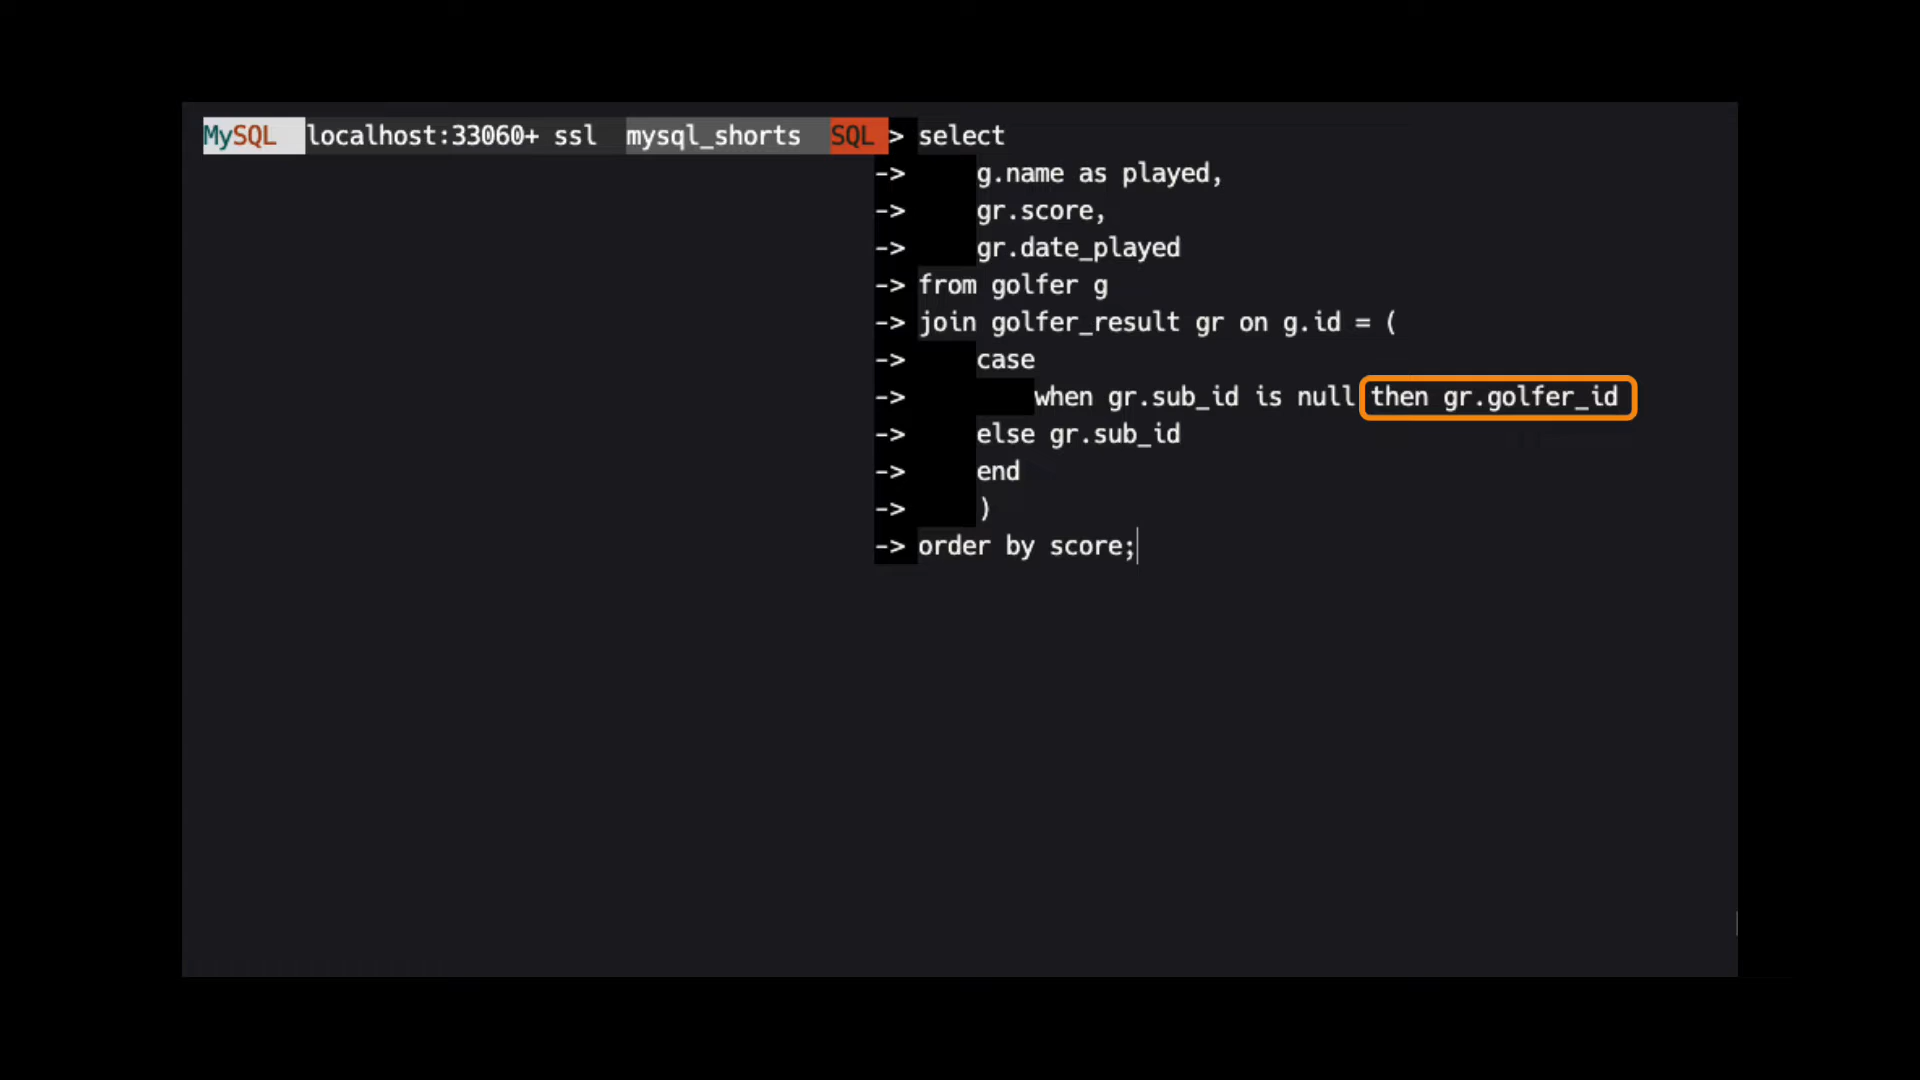 MySQL localhost:33060+ ssl mysql_shorts SQL > select
-> g.name as played,
-> gr.score,
-> gr.date_played
-> from golfer g
-> join golfer_result gr on g.id = (
-> case
-> when gr.sub_id is null then gr.golfer_id
-> else gr.sub_id
-> end
-> )
-> order by score;